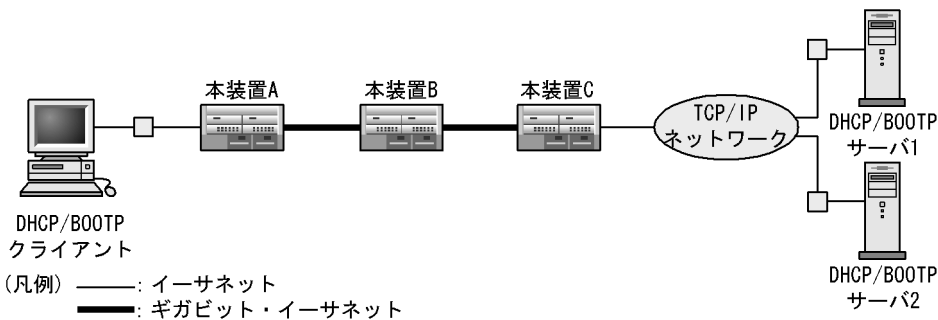 本装置A
本装置B
本装置C
TCP/IP
ネットワーク
DHCP/BOOTP
サーバ1
DHCP/BOOTP
クライアント
DHCP/BOOTP
サーバ2
(凡例)
: イーサネット
: ギガビット・イーサネット